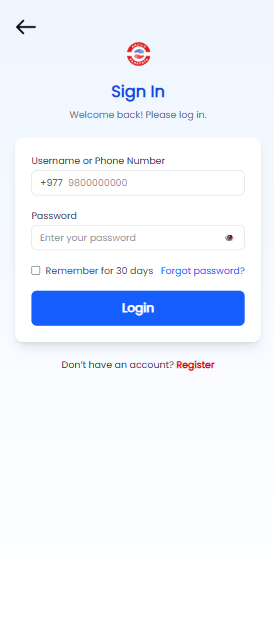 Sign In
Welcome back! Please log in.
Username or Phone Number
+977 9800000000
Password
Enter your password
Remember for 30 days Forgot password?
Login
Don't have an account? Register